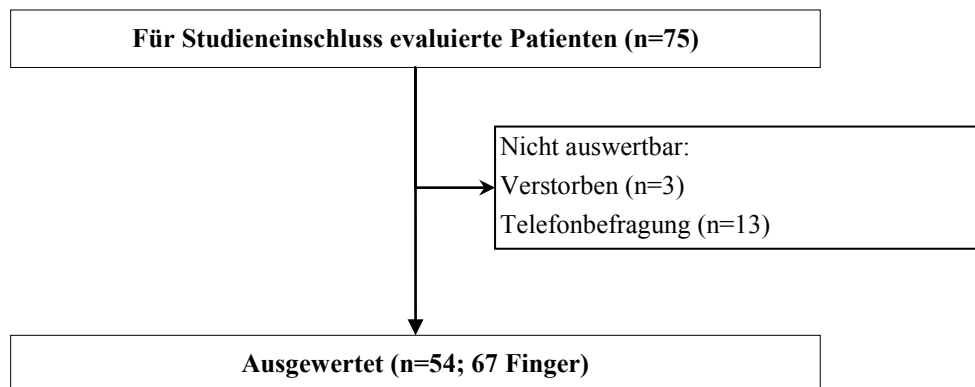 Für Studieneinschluss evaluierte Patienten (n=75)
Nicht auswertbar:
Verstorben (n=3)
Telefonbefragung (n=13)
Ausgewertet (n=54; 67 Finger)